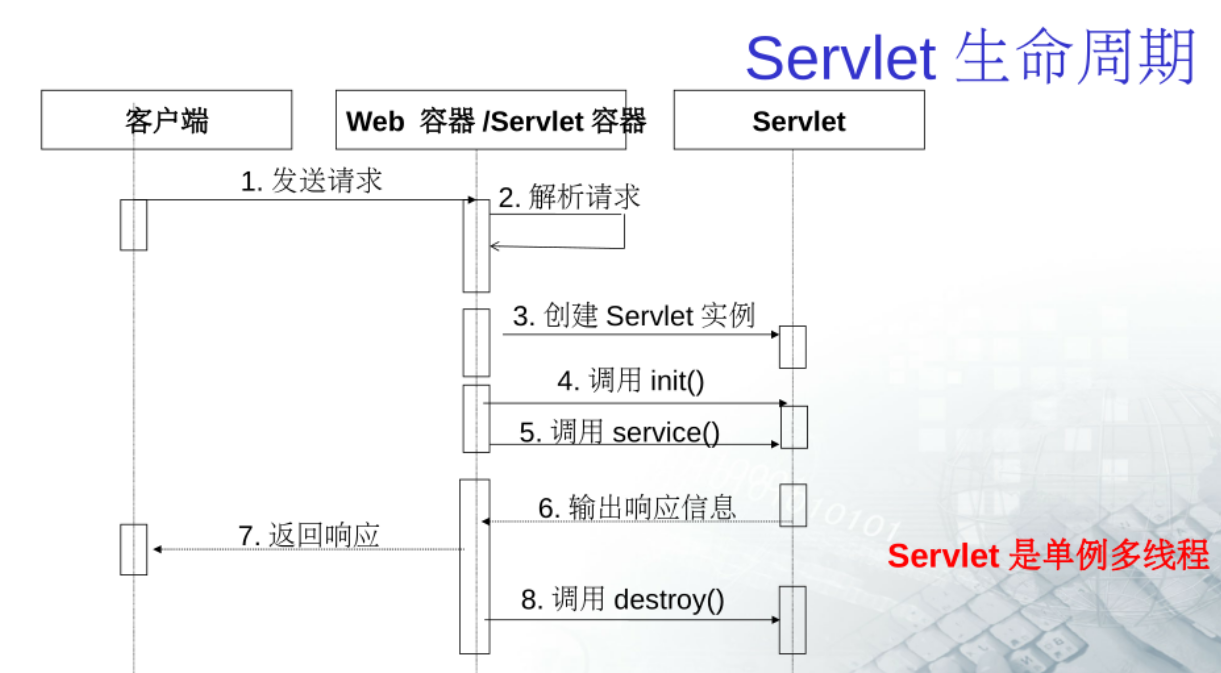 Servlet 生命周期
客户端
Web 容器 /Servlet 容器
Servlet
1. 发送请求
2. 解析请求
3. 创建 Servlet 实例
4. 调用 init()
5. 调用 service()
6. 输出响应信息
7. 返回响应
Servlet 是单例多线程
8. 调用 destroy()